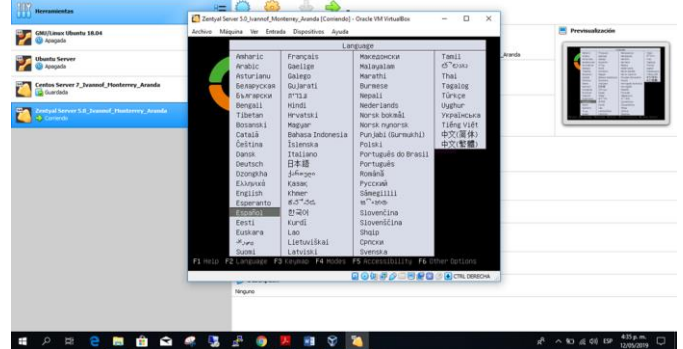 Herramientas
GNU/Linux Ubuntu 18.04
Apagada
Ubuntu Server
Apagada
Centos Server 7_Ivannof_Monterrey_Aranda
Guardada
Zentyal Server 5.0_Ivannof_Monterrey_Aranda
Corriendo
Zentyal Server 5.0_Ivannof_Monterrey_Aranda [Corriendo] - Oracle VM VirtualBox
Archivo Máquina Ver Entrada Dispositivos Ayuda
Previsualización
Aranda
Language
Amharic Français Македонски Tamil
Arabic Gaeilge Malayalam
Asturianu Galego Marathi Thai
Беларуская Gujarati Burmese Tagalog
Български עברית Nepali Türkçe
Bengali Hindi Nederlands Uyghur
Tibetan Hrvatski Norsk bokmål Українська
Bosanski Magyar Norsk nynorsk Tiếng Việt
Català Bahasa Indonesia Punjabi (Gurmukhi) 中文(简体)
Čeština Íslenska Polski 中文(繁體)
Dansk Italiano Português do Brasil
Deutsch 日本語 Português
Dzongkha ქართული Română
Ελληνικά Қазақ Русский
English Khmer Sámegillii
Esperanto
Español 한국어 Slovenčina
Eesti Kurdî Slovenščina
Euskara Lao Shqip
Lietuviškai Српски
Suomi Latviski Svenska
F1 Help F2 Language F3 Keymap F4 Modes F5 Accessibility F6 Other Options
CTRL DERECHA
Ninguno
ESP
4:35 p. m.
12/05/2019